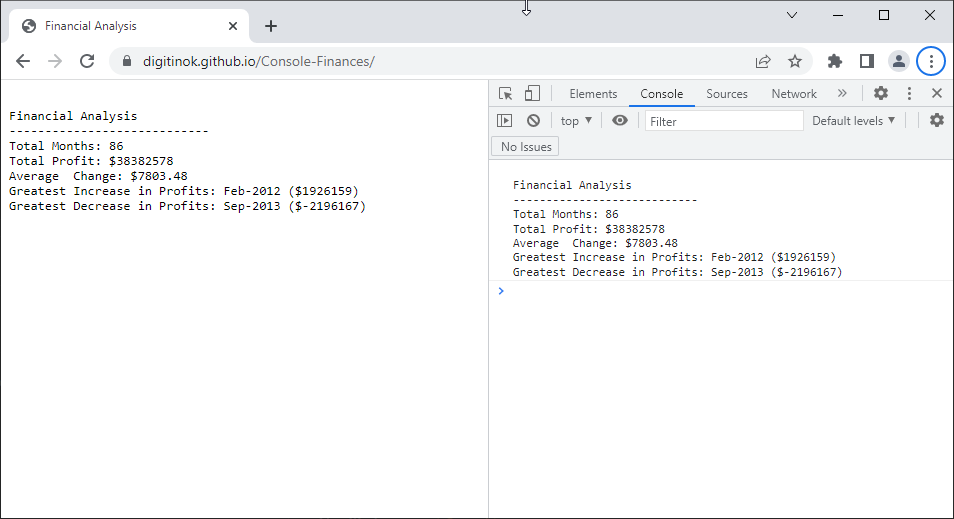 Financial Analysis
digitinok.github.io/Console-Finances/
Financial Analysis
----------------------------
Total Months: 86
Total Profit: $38382578
Average  Change: $7803.48
Greatest Increase in Profits: Feb-2012 ($1926159)
Greatest Decrease in Profits: Sep-2013 ($-2196167)
Elements Console Sources Network »
top ▼ Filter Default levels ▼
No Issues
Financial Analysis
----------------------------
Total Months: 86
Total Profit: $38382578
Average  Change: $7803.48
Greatest Increase in Profits: Feb-2012 ($1926159)
Greatest Decrease in Profits: Sep-2013 ($-2196167)